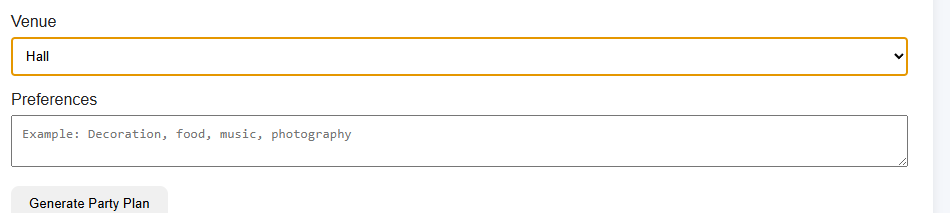 Venue
Hall
Preferences
Example: Decoration, food, music, photography
Generate Party Plan